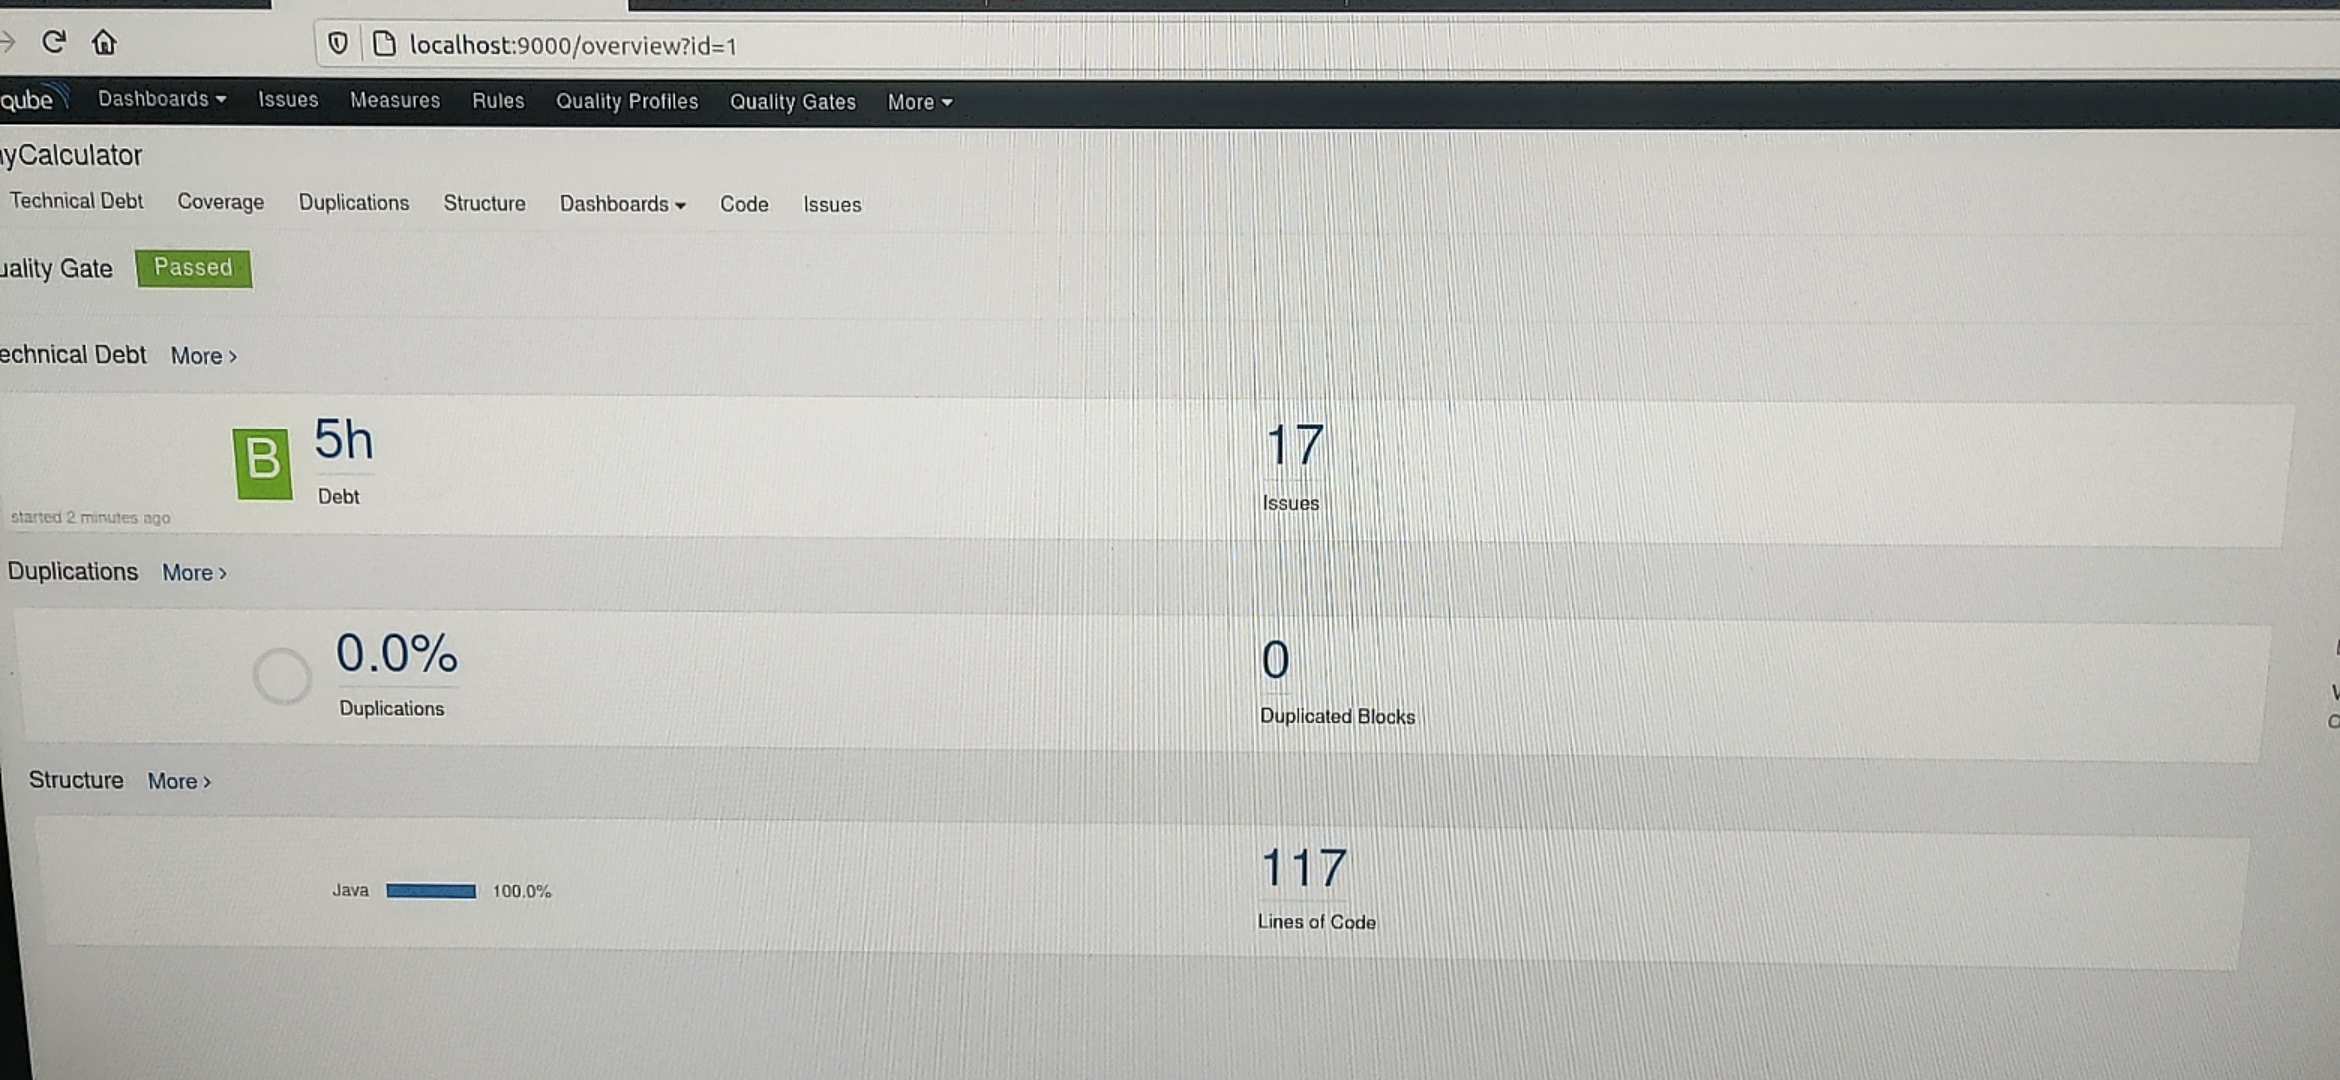 localhost:9000/overview?id=1
qube Dashboards Issues Measures Rules Quality Profiles Quality Gates More
yCalculator
Technical Debt Coverage Duplications Structure Dashboards Code Issues
uality Gate Passed
echnical Debt More >
B 5h 17
Debt Issues
started 2 minutes ago
Duplications More >
0.0% 0
Duplications Duplicated Blocks
Structure More >
117
Java 100.0%
Lines of Code